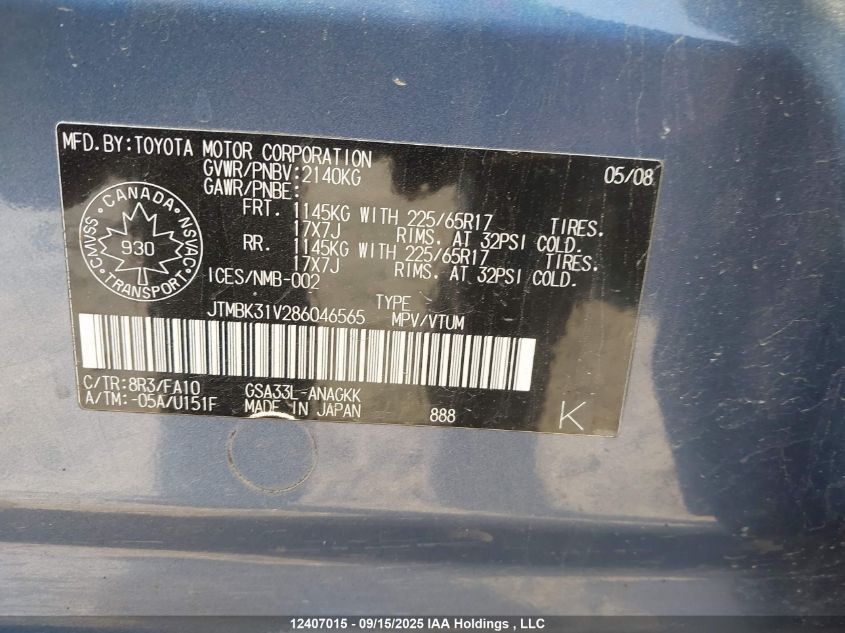 MFD.BY:TOYOTA MOTOR CORPORATION 05/08
GVWR/PNBV:2140KG
GAWR/PNBE:
FRT. 1145KG WITH 225/65R17 TIRES.
17X7J RIMS. AT 32PSI COLD.
RR. 1145KG WITH 225/65R17 TIRES.
17X7J RIMS. AT 32PSI COLD.
ICES/NMB-002
CANADA
CMVSS 930 NSVAC
TRANSPORT
TYPE
JTMBK31V286046565 MPV/VTUM
C/TR:8R3/FA10 GSA33L-ANAGKK
A/TM:-05A/U151F MADE IN JAPAN 888 K
12407015 - 09/15/2025 IAA Holdings , LLC